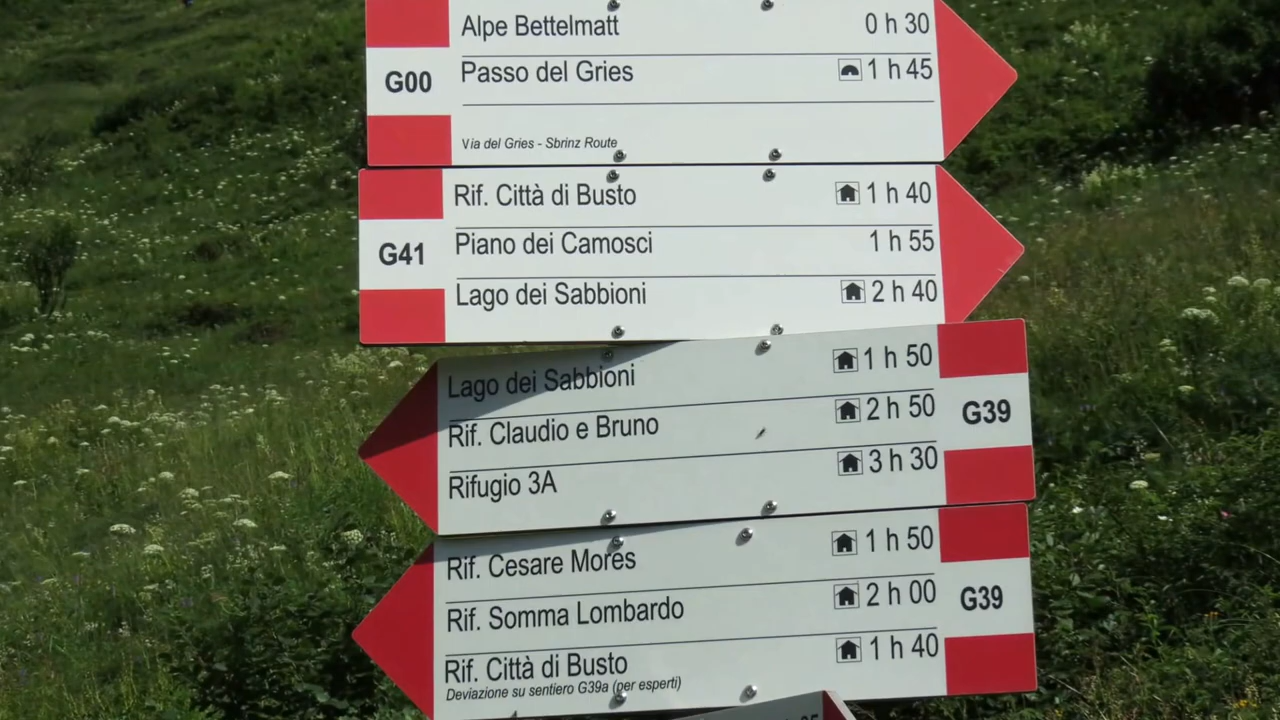 Alpe Bettelmatt 0 h 30
G00 Passo del Gries 1 h 45
Via del Gries - Sbrinz Route
Rif. Città di Busto 1 h 40
G41 Piano dei Camosci 1 h 55
Lago dei Sabbioni 2 h 40
Lago dei Sabbioni 1 h 50
Rif. Claudio e Bruno 2 h 50 G39
Rifugio 3A 3 h 30
Rif. Cesare Mores 1 h 50
Rif. Somma Lombardo 2 h 00 G39
Rif. Città di Busto 1 h 40
Deviazione su sentiero G39a (per esperti)